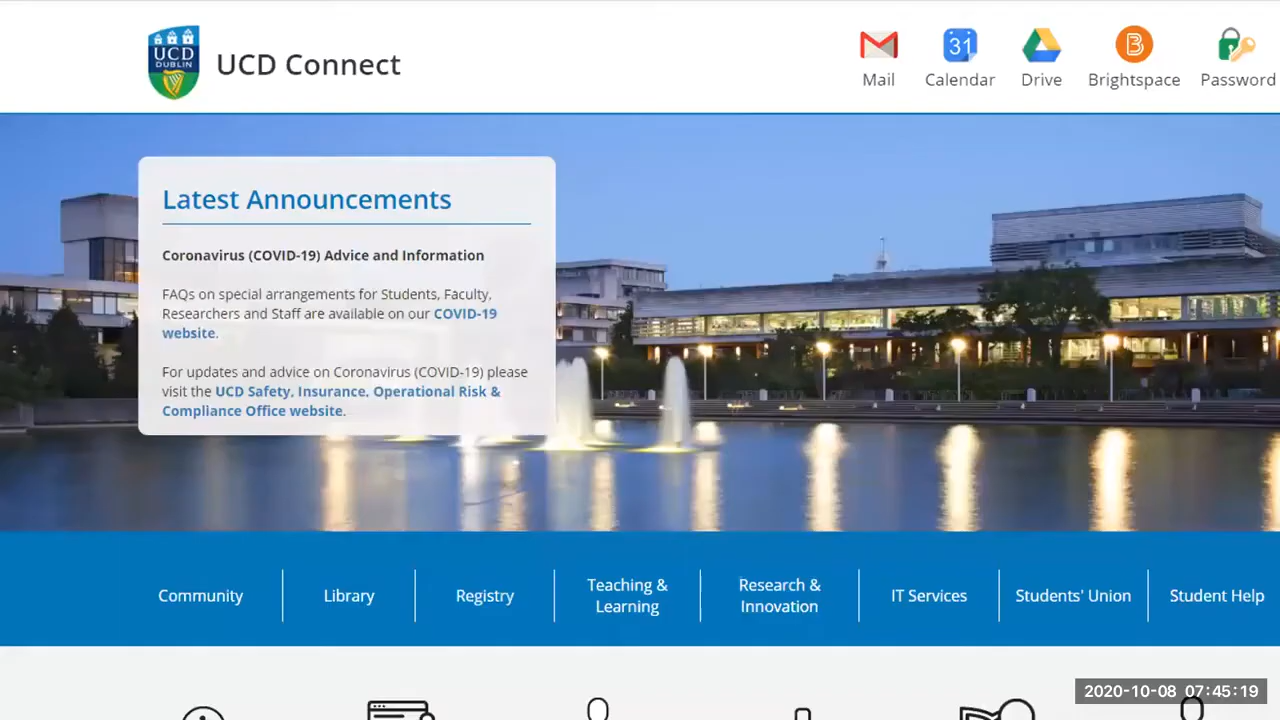 UCD
DUBLIN
UCD Connect
31
Mail
Calendar
Drive
Brightspace
Password
Latest Announcements
Coronavirus (COVID-19) Advice and Information
FAQs on special arrangements for Students, Faculty,
Researchers and Staff are available on our COVID-19
website.
For updates and advice on Coronavirus (COVID-19) please
visit the UCD Safety, Insurance, Operational Risk &
Compliance Office website.
Community
Library
Registry
Teaching &
Learning
Research &
Innovation
IT Services
Students' Union
Student Help
2020-10-08 07:45:19